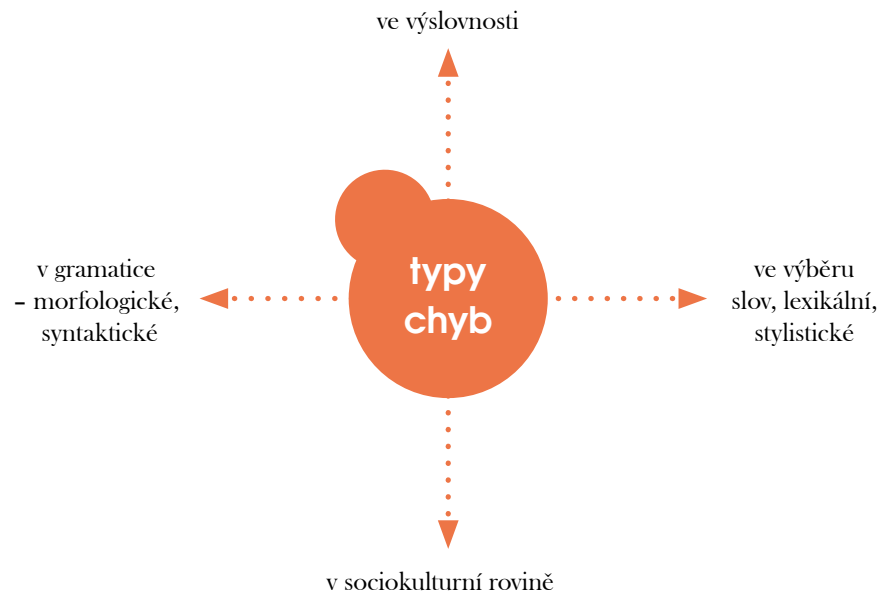 ve výslovnosti
v gramatice
– morfologické,
syntaktické
typy
chyb
ve výběru
slov, lexikální,
stylistické
v sociokulturní rovině